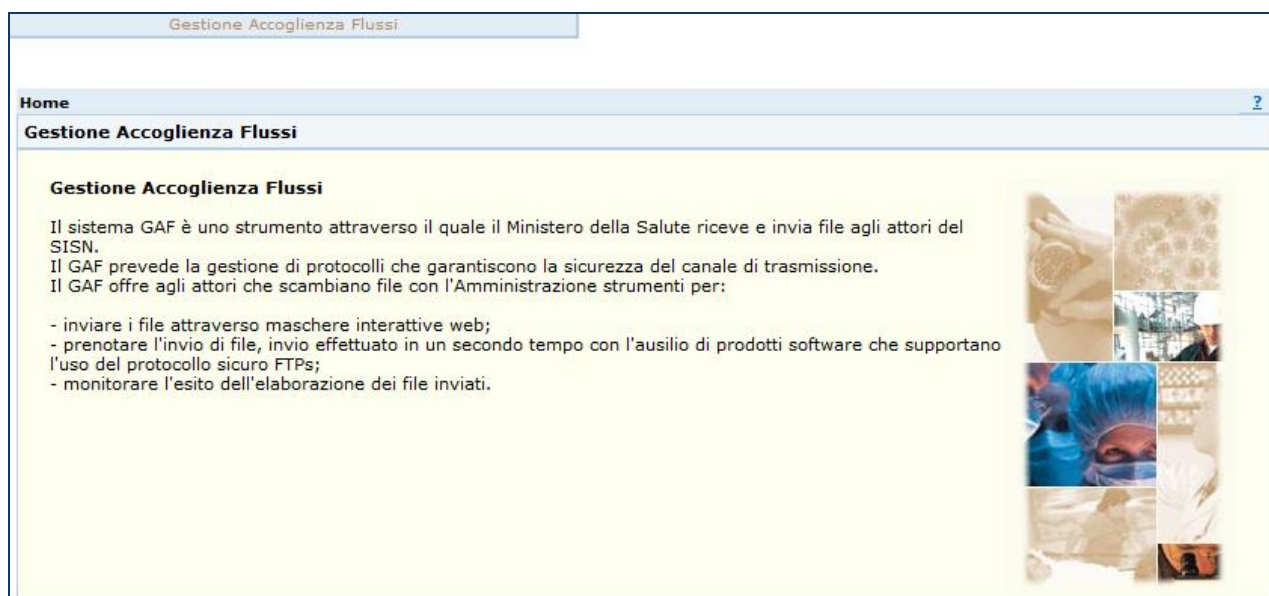 Gestione Accoglienza Flussi
Home
?
Gestione Accoglienza Flussi
Gestione Accoglienza Flussi
Il sistema GAF è uno strumento attraverso il quale il Ministero della Salute riceve e invia file agli attori del
SISN.
Il GAF prevede la gestione di protocolli che garantiscono la sicurezza del canale di trasmissione.
Il GAF offre agli attori che scambiano file con l'Amministrazione strumenti per:
- inviare i file attraverso maschere interattive web;
- prenotare l'invio di file, invio effettuato in un secondo tempo con l'ausilio di prodotti software che supportano
l'uso del protocollo sicuro FTPs;
- monitorare l'esito dell'elaborazione dei file inviati.